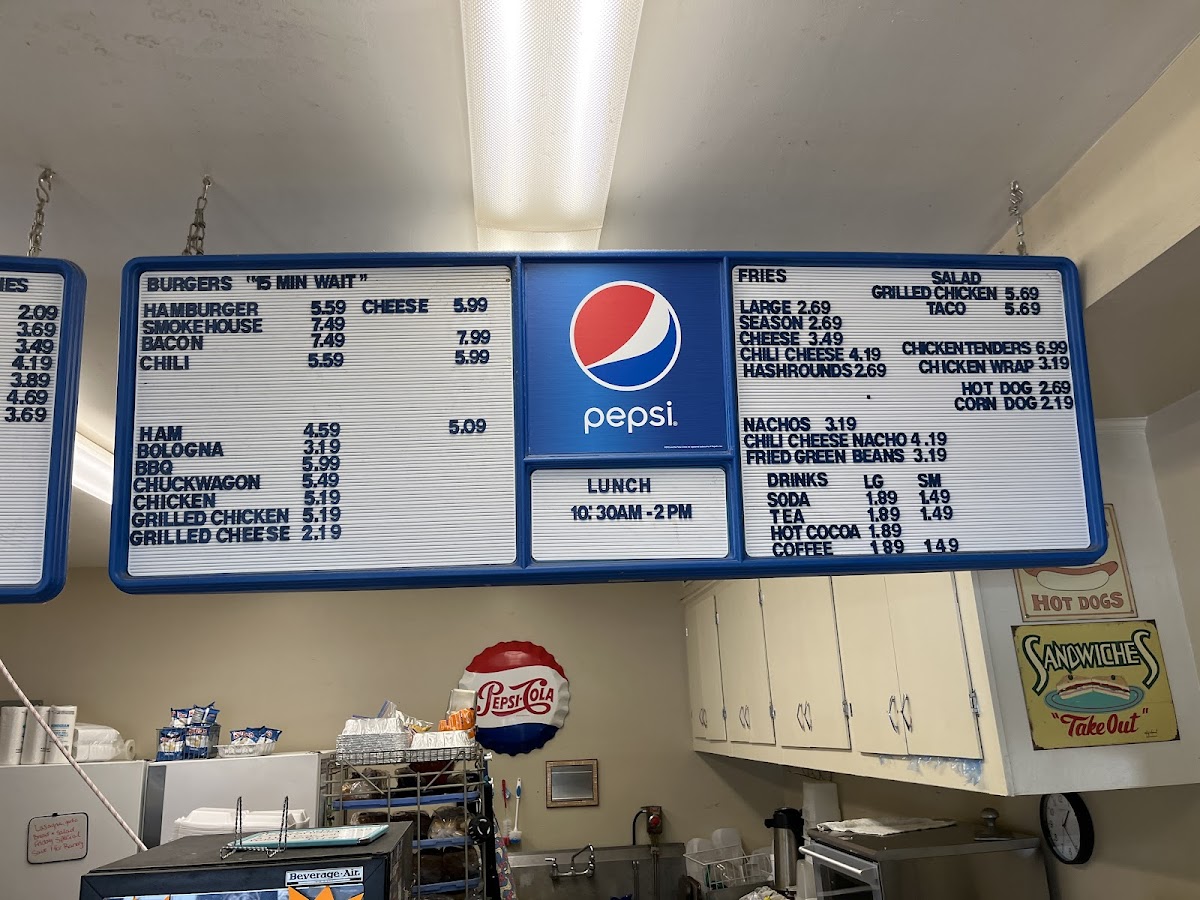 IES
2.09
3.69
3.49
4.19
3.89
4.69
3.69
BURGERS "15 MIN WAIT"
HAMBURGER 5.59 CHEESE 5.99
SMOKEHOUSE 7.49
BACON 7.49 7.99
CHILI 5.59 5.99
HAM 4.59 5.09
BOLOGNA 3.19
BBQ 5.99
CHUCKWAGON 5.49
CHICKEN 5.19
GRILLED CHICKEN 5.19
GRILLED CHEESE 2.19
pepsi
LUNCH
10:30AM - 2 PM
FRIES
LARGE 2.69
SEASON 2.69
CHEESE 3.49
CHILI CHEESE 4.19
HASHROUNDS 2.69
SALAD
GRILLED CHICKEN 5.69
TACO 5.69
CHICKEN TENDERS 6.99
CHICKEN WRAP 3.19
HOT DOG 2.69
CORN DOG 2.19
NACHOS 3.19
CHILI CHEESE NACHO 4.19
FRIED GREEN BEANS 3.19
DRINKS LG SM
SODA 1.89 1.49
TEA 1.89 1.49
HOT COCOA 1.89
COFFEE 1 89 1 49
PEPSI-COLA
HOT DOGS
SANDWICHES
"Take Out"
Beverage-Air